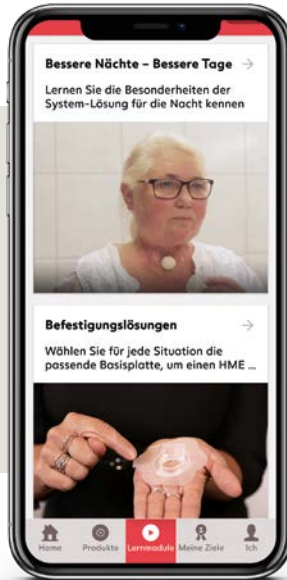 Bessere Nächte – Bessere Tage
Lernen Sie die Besonderheiten der
System-Lösung für die Nacht kennen
Befestigungslösungen
Wählen Sie für jede Situation die
passende Basisplatte, um einen HME ...
Home Produkte Lernmodule Meine Ziele Ich